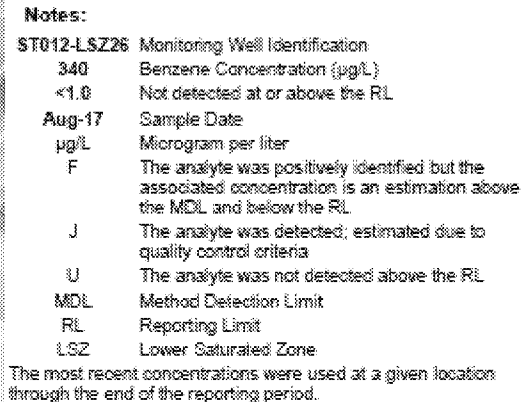 Notes:
ST012-LSZ26 Monitoring Well Identification
340 Benzene Concentration (µg/L)
<1.0 Not detected at or above the RL
Aug-17 Sample Date
µg/L Microgram per liter
F The analyte was positively identified but the
associated concentration is an estimation above
the MDL and below the RL
J The analyte was detected; estimated due to
quality control criteria
U The analyte was not detected above the RL
MDL Method Detection Limit
RL Reporting Limit
LSZ Lower Saturated Zone
The most recent concentrations were used at a given location
through the end of the reporting period.